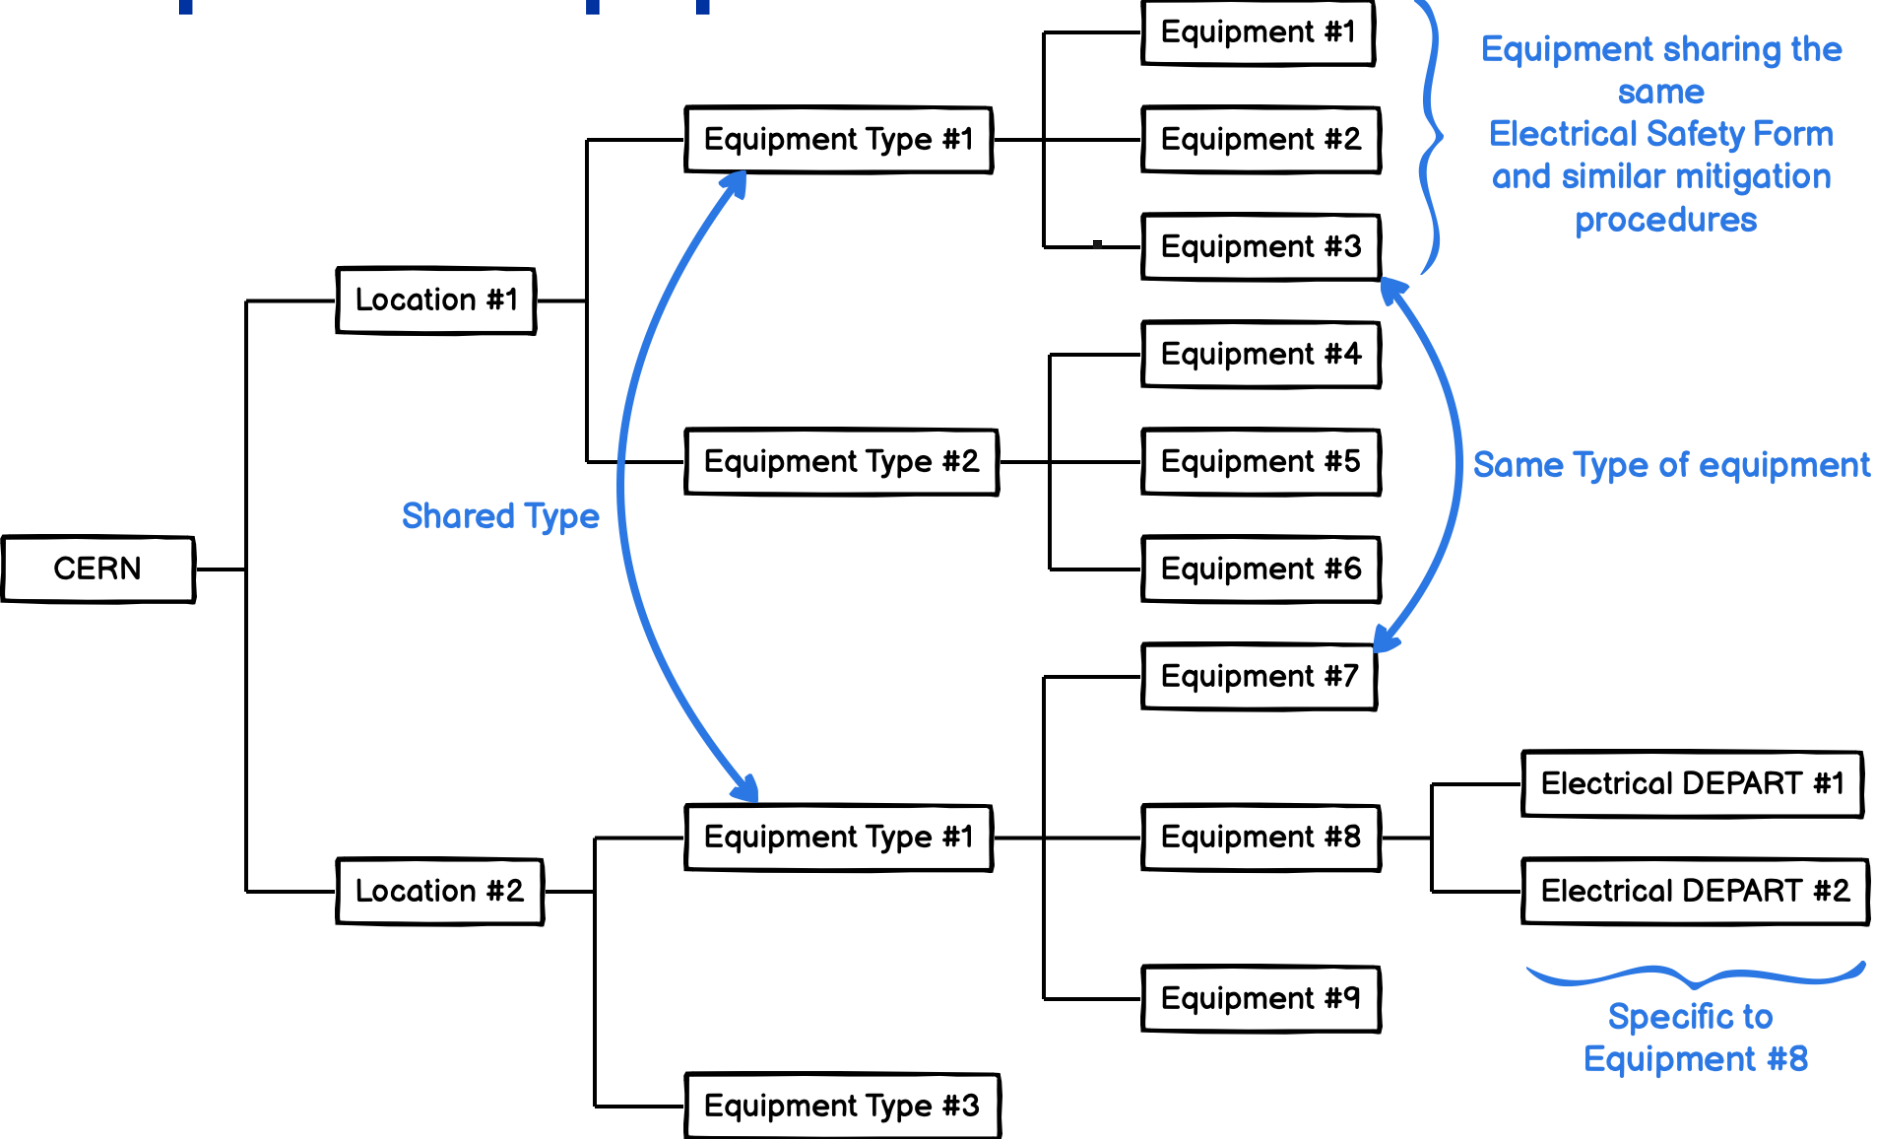 Equipment #1
Equipment sharing the
same
Electrical Safety Form
and similar mitigation
procedures
Equipment Type #1
Equipment #2
Equipment #3
Location #1
Equipment #4
Equipment Type #2
Equipment #5
Same Type of equipment
Shared Type
CERN
Equipment #6
Equipment #7
Electrical DEPART #1
Equipment Type #1
Equipment #8
Location #2
Electrical DEPART #2
Equipment #9
Specific to
Equipment #8
Equipment Type #3